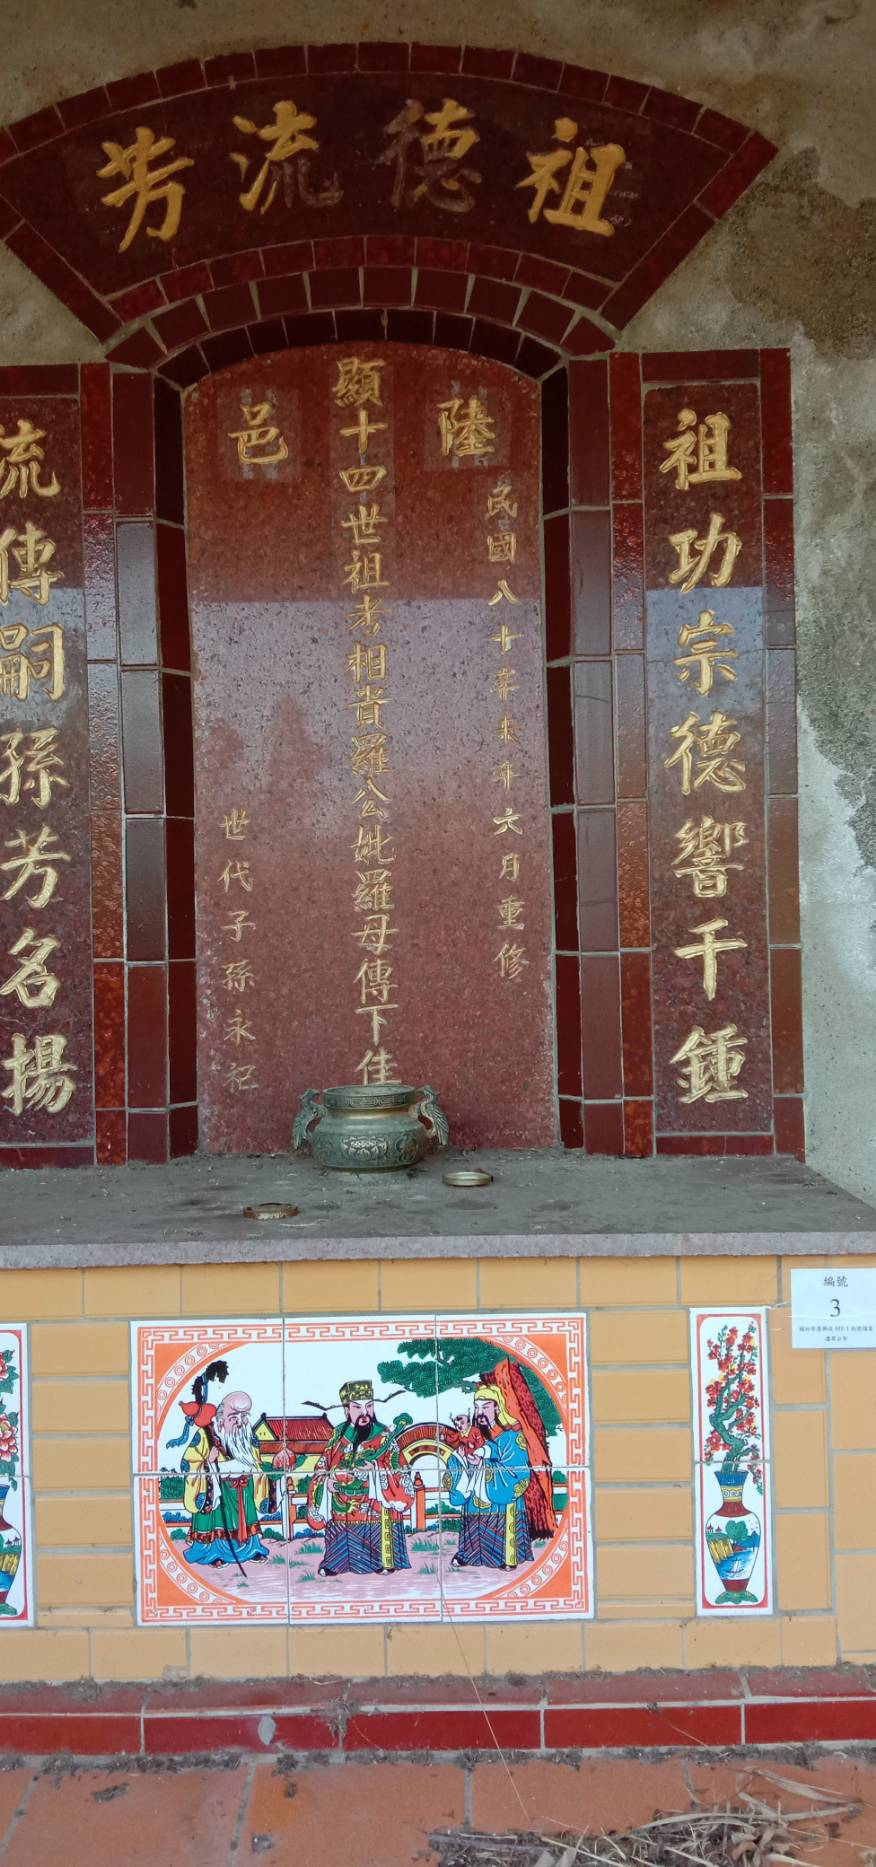 祖德流芳
祖功宗德響千鍾
陸邑
民國八十年辛未年六月重修
顯十四世祖考相貴羅公妣羅母傳下佳
世代子孫永祀
流傳嗣孫芳名揚
編號
3